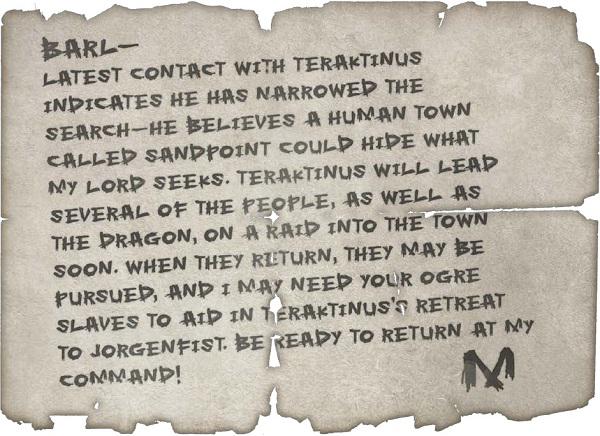 BARL—
LATEST CONTACT WITH TERAKTINUS
INDICATES HE HAS NARROWED THE
SEARCH—HE BELIEVES A HUMAN TOWN
CALLED SANDPOINT COULD HIDE WHAT
MY LORD SEEKS. TERAKTINUS WILL LEAD
SEVERAL OF THE PEOPLE, AS WELL AS
THE DRAGON, ON A RAID INTO THE TOWN
SOON. WHEN THEY RETURN, THEY MAY BE
PURSUED, AND I MAY NEED YOUR OGRE
SLAVES TO AID IN TERAKTINUS'S RETREAT
TO JORGENFIST. BE READY TO RETURN AT MY
COMMAND!
M